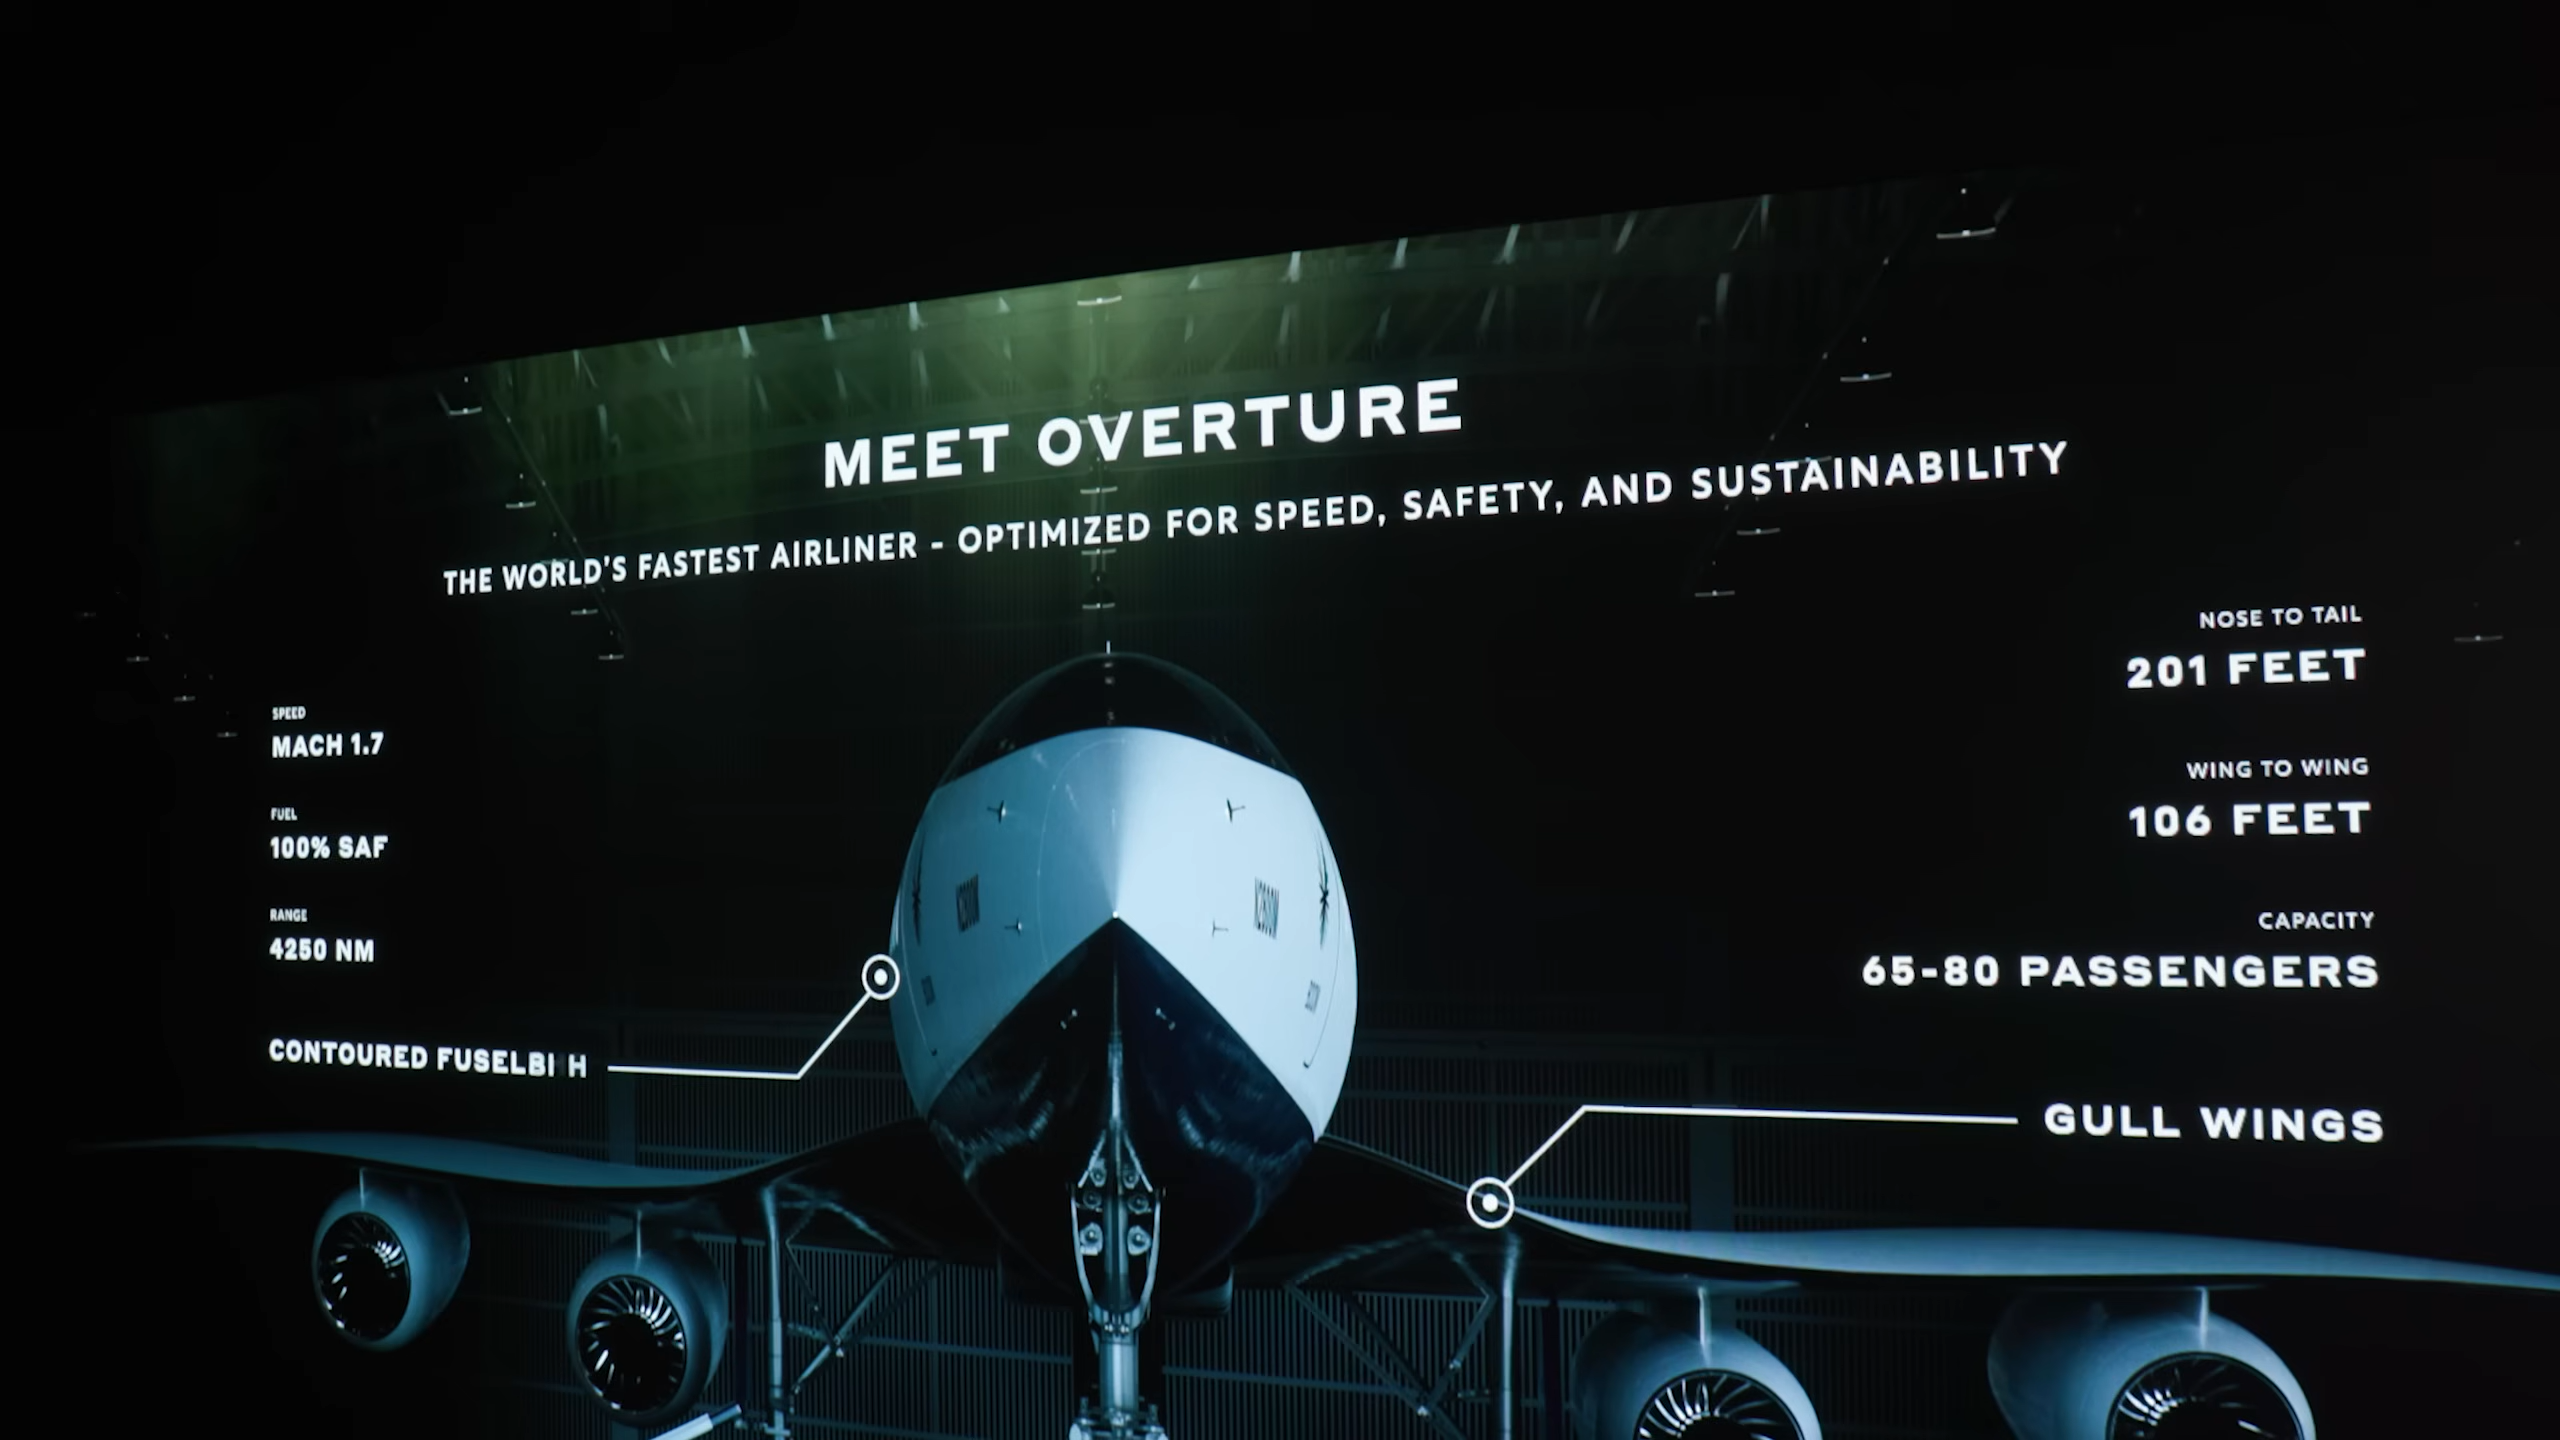 MEET OVERTURE
THE WORLD'S FASTEST AIRLINER - OPTIMIZED FOR SPEED, SAFETY, AND SUSTAINABILITY
SPEED
MACH 1.7
FUEL
100% SAF
RANGE
4250 NM
CONTOURED
NOSE TO TAIL
201 FEET
WING TO WING
106 FEET
CAPACITY
65-80 PASSENGERS
GULL WINGS